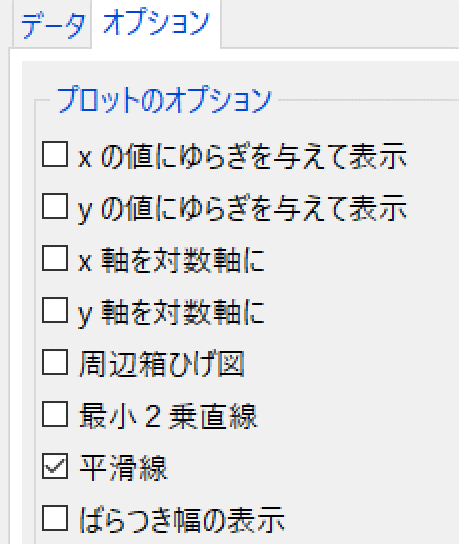 データ オプション
プロットのオプション
x の値にゆらぎを与えて表示
y の値にゆらぎを与えて表示
x 軸を対数軸に
y 軸を対数軸に
周辺箱ひげ図
最小 2 乗直線
平滑線
ばらつき幅の表示